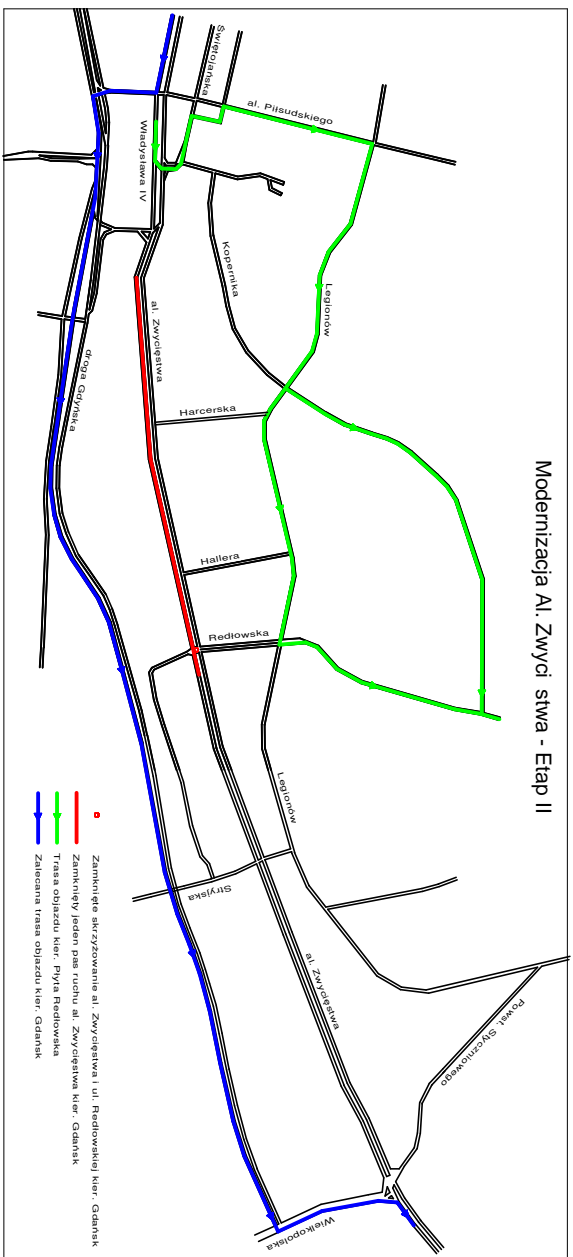 Modernizacja Al. Zwyci stwa - Etap II
Świętojańska
al. Piłsudskiego
Władysława IV
Kopernika
Legionów
al. Zwycięstwa
droga Gdyńska
Harcerska
Hallera
Redłowska
Legionów
Stryjska
al. Zwycięstwa
Powst. Styczniowego
Wielkopolska
Zamknięte skrzyżowanie al. Zwycięstwa i ul. Redłowskiej kier. Gdańsk
Zamknięty jeden pas ruchu al. Zwycięstwa kier. Gdańsk
Trasa objazdu kier. Płyta Redłowska
Zalecana trasa objazdu kier. Gdańsk